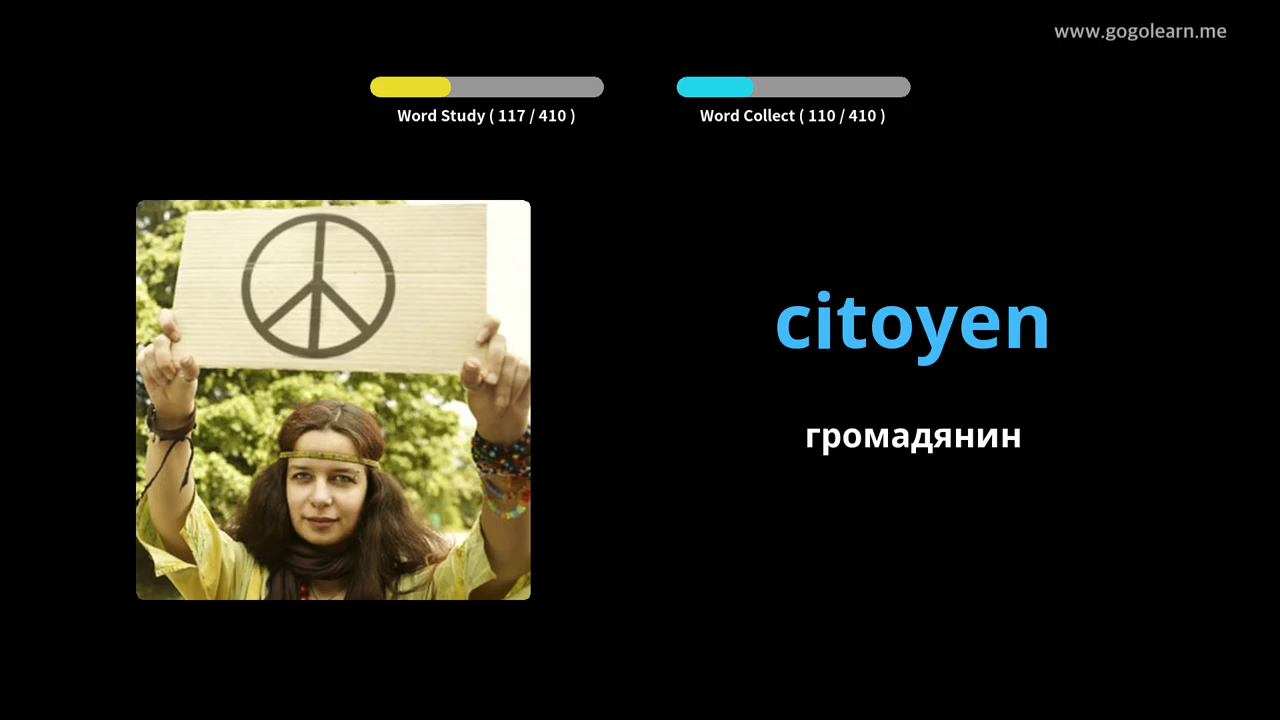 www.gogolearn.me
Word Study ( 117 / 410 )
Word Collect ( 110 / 410 )
citoyen
громадянин